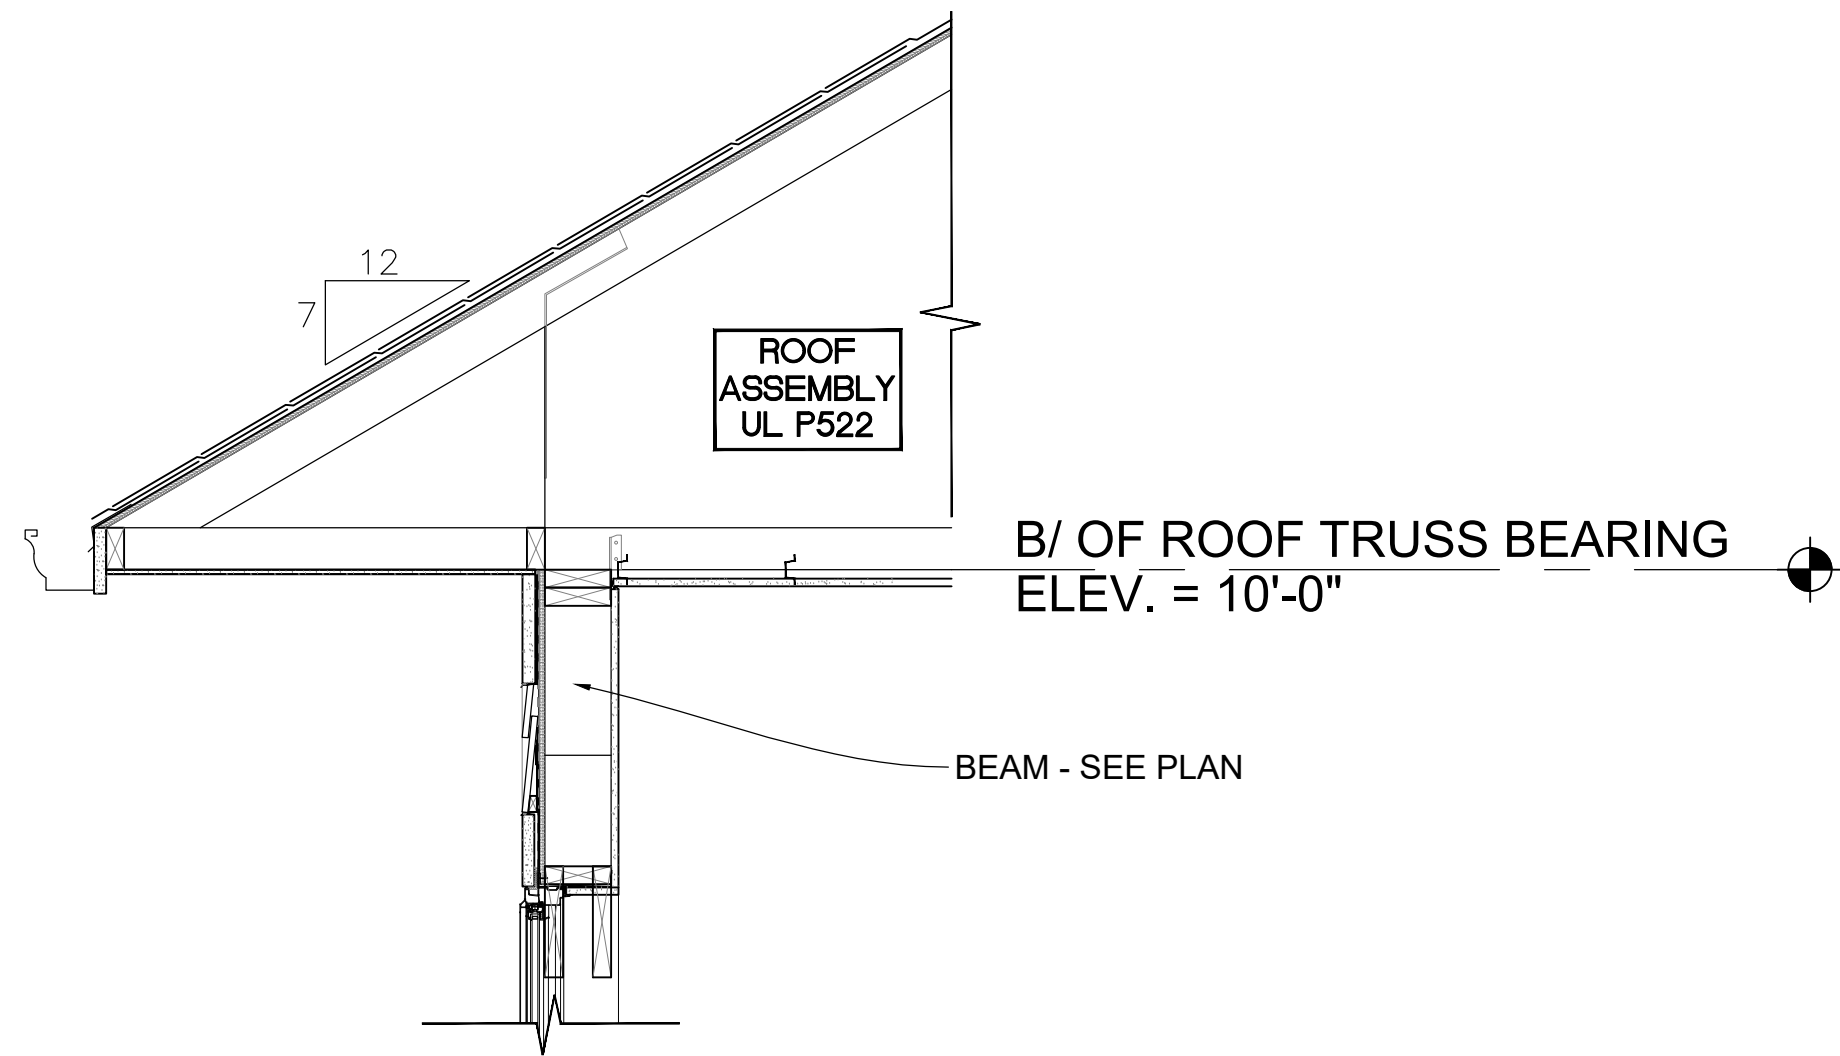 12
7
ROOF
ASSEMBLY
UL P522
B/ OF ROOF TRUSS BEARING
ELEV. = 10'-0"
BEAM - SEE PLAN